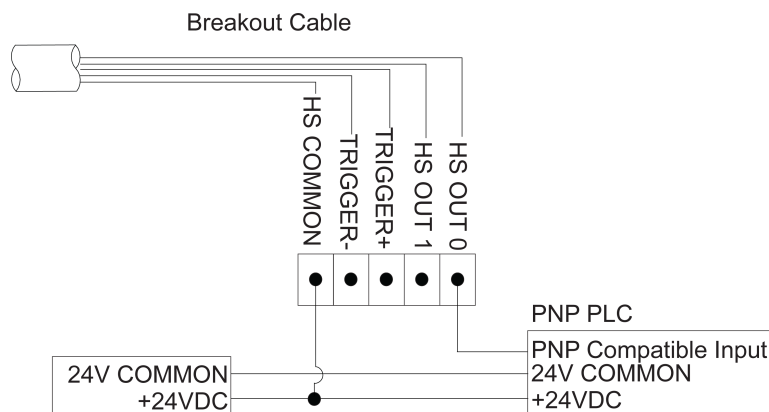 Breakout Cable
HS COMMON
TRIGGER-
TRIGGER+
HS OUT 1
HS OUT 0
PNP PLC
PNP Compatible Input
24V COMMON
24V COMMON
+24VDC
+24VDC